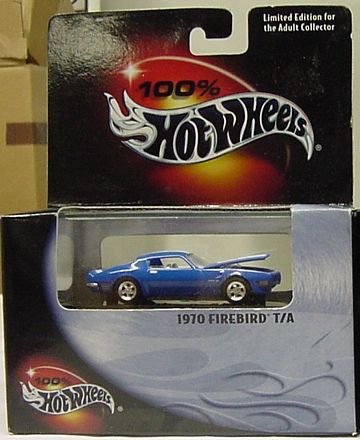 Limited Edition for
the Adult Collector
100%
HOT WHEELS®
1970 FIREBIRD T/A
100%
HOT WHEELS